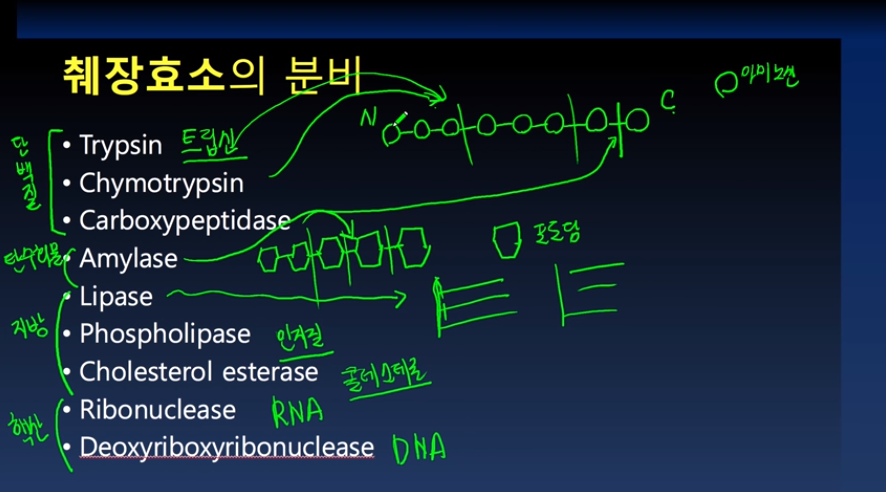 췌장효소의 분비
단백질
• Trypsin 트립신
• Chymotrypsin
• Carboxypeptidase
탄수화물
• Amylase
지방
• Lipase
• Phospholipase 인지질
• Cholesterol esterase 콜레스테롤
핵산
• Ribonuclease RNA
• Deoxyriboxyribonuclease DNA
N
C
아미노산
포도당